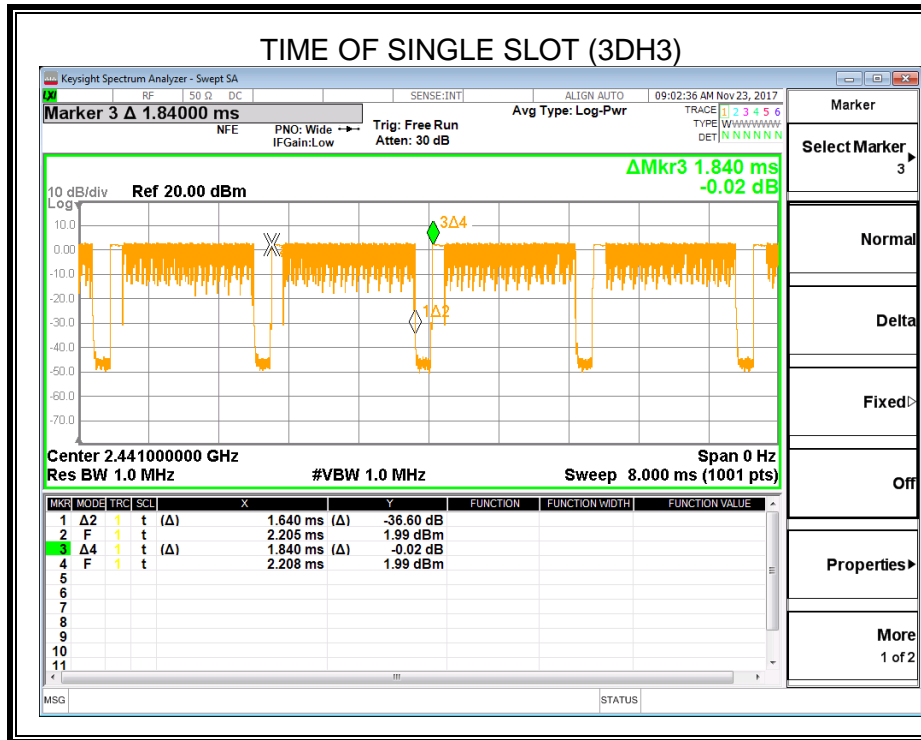 TIME OF SINGLE SLOT (3DH3)
Keysight Spectrum Analyzer - Swept SA
LXI RF 50 Ω DC SENSE:INT ALIGN AUTO 09:02:36 AM Nov 23, 2017
Marker 3 Δ 1.84000 ms
NFE
PNO: Wide
IFGain:Low
Trig: Free Run
Atten: 30 dB
Avg Type: Log-Pwr
TRACE 1 2 3 4 5 6
TYPE WWWWWW
DET N N N N N N
ΔMkr3 1.840 ms
-0.02 dB
10 dB/div Ref 20.00 dBm
Log
10.0
0.00
-10.0
-20.0
-30.0
-40.0
-50.0
-60.0
-70.0
3Δ4
1Δ2
Center 2.441000000 GHz Span 0 Hz
Res BW 1.0 MHz #VBW 1.0 MHz Sweep 8.000 ms (1001 pts)
MKR MODE TRC SCL X Y FUNCTION FUNCTION WIDTH FUNCTION VALUE
1 Δ2 1 t (Δ) 1.640 ms (Δ) -36.60 dB
2 F 1 t 2.205 ms 1.99 dBm
3 Δ4 1 t (Δ) 1.840 ms (Δ) -0.02 dB
4 F 1 t 2.208 ms 1.99 dBm
5
6
7
8
9
10
11
MSG STATUS
Marker
Select Marker
3
Normal
Delta
Fixed
Off
Properties
More
1 of 2